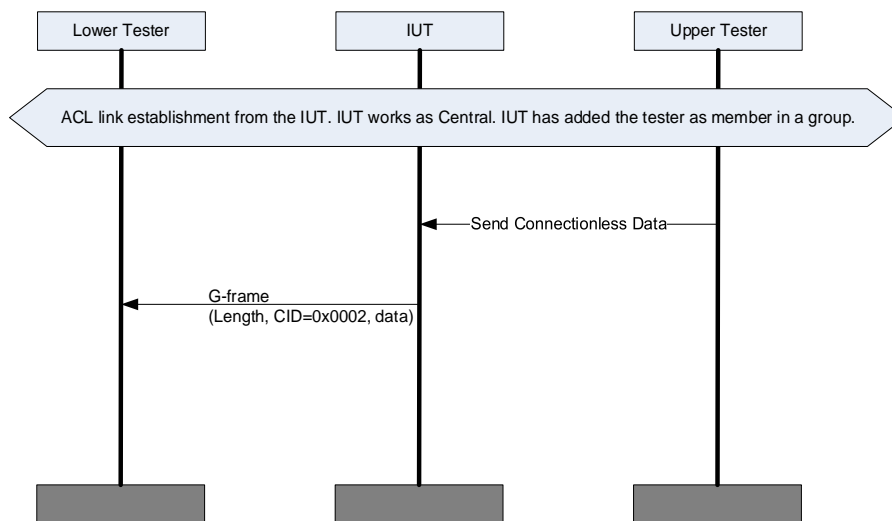 Lower Tester
IUT
Upper Tester
ACL link establishment from the IUT. IUT works as Central. IUT has added the tester as member in a group.
Send Connectionless Data
G-frame
(Length, CID=0x0002, data)